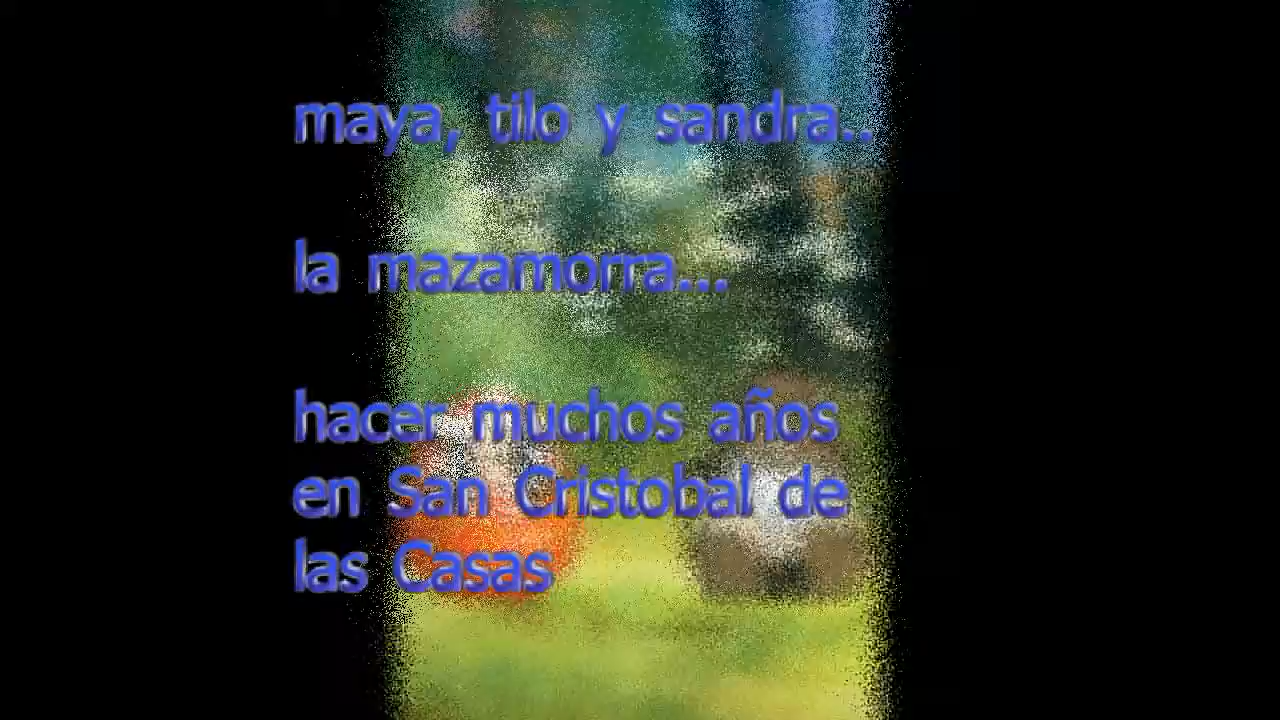 maya, tilo y sandra..
la mazamorra...
hacer muchos años
en San Cristobal de
las Casas